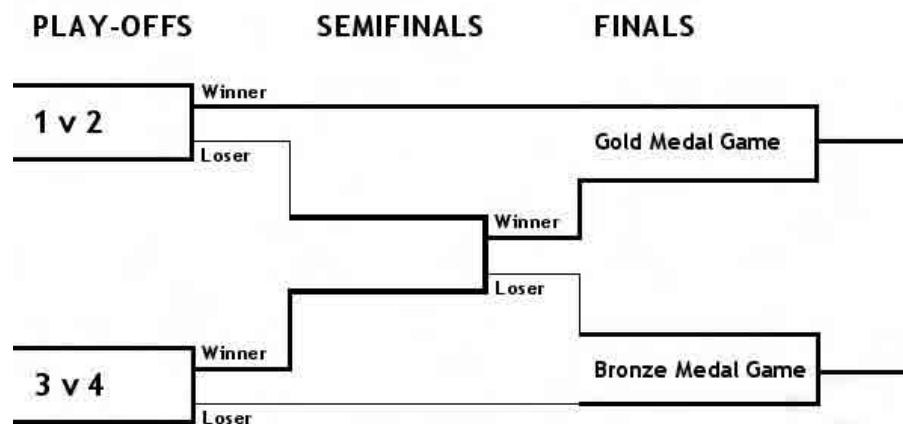 PLAY-OFFS SEMIFINALS FINALS
Winner
1 v 2
Loser
Gold Medal Game
Winner
Loser
Winner
3 v 4
Loser
Bronze Medal Game